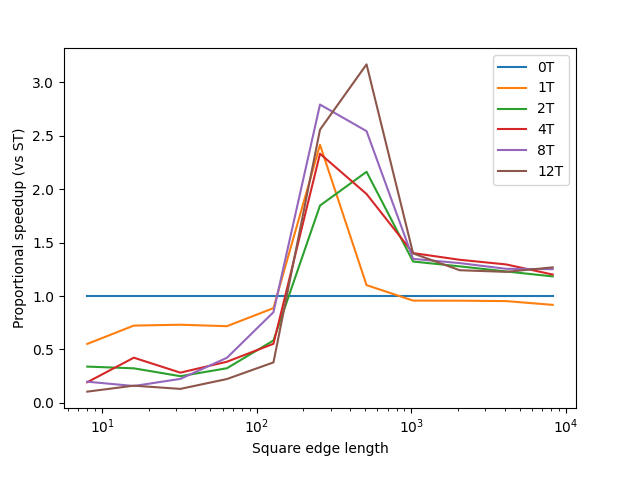 3.0
2.5
2.0
1.5
1.0
0.5
0.0
Proportional speedup (vs ST)
0T
1T
2T
4T
8T
12T
10¹
10²
10³
10⁴
Square edge length